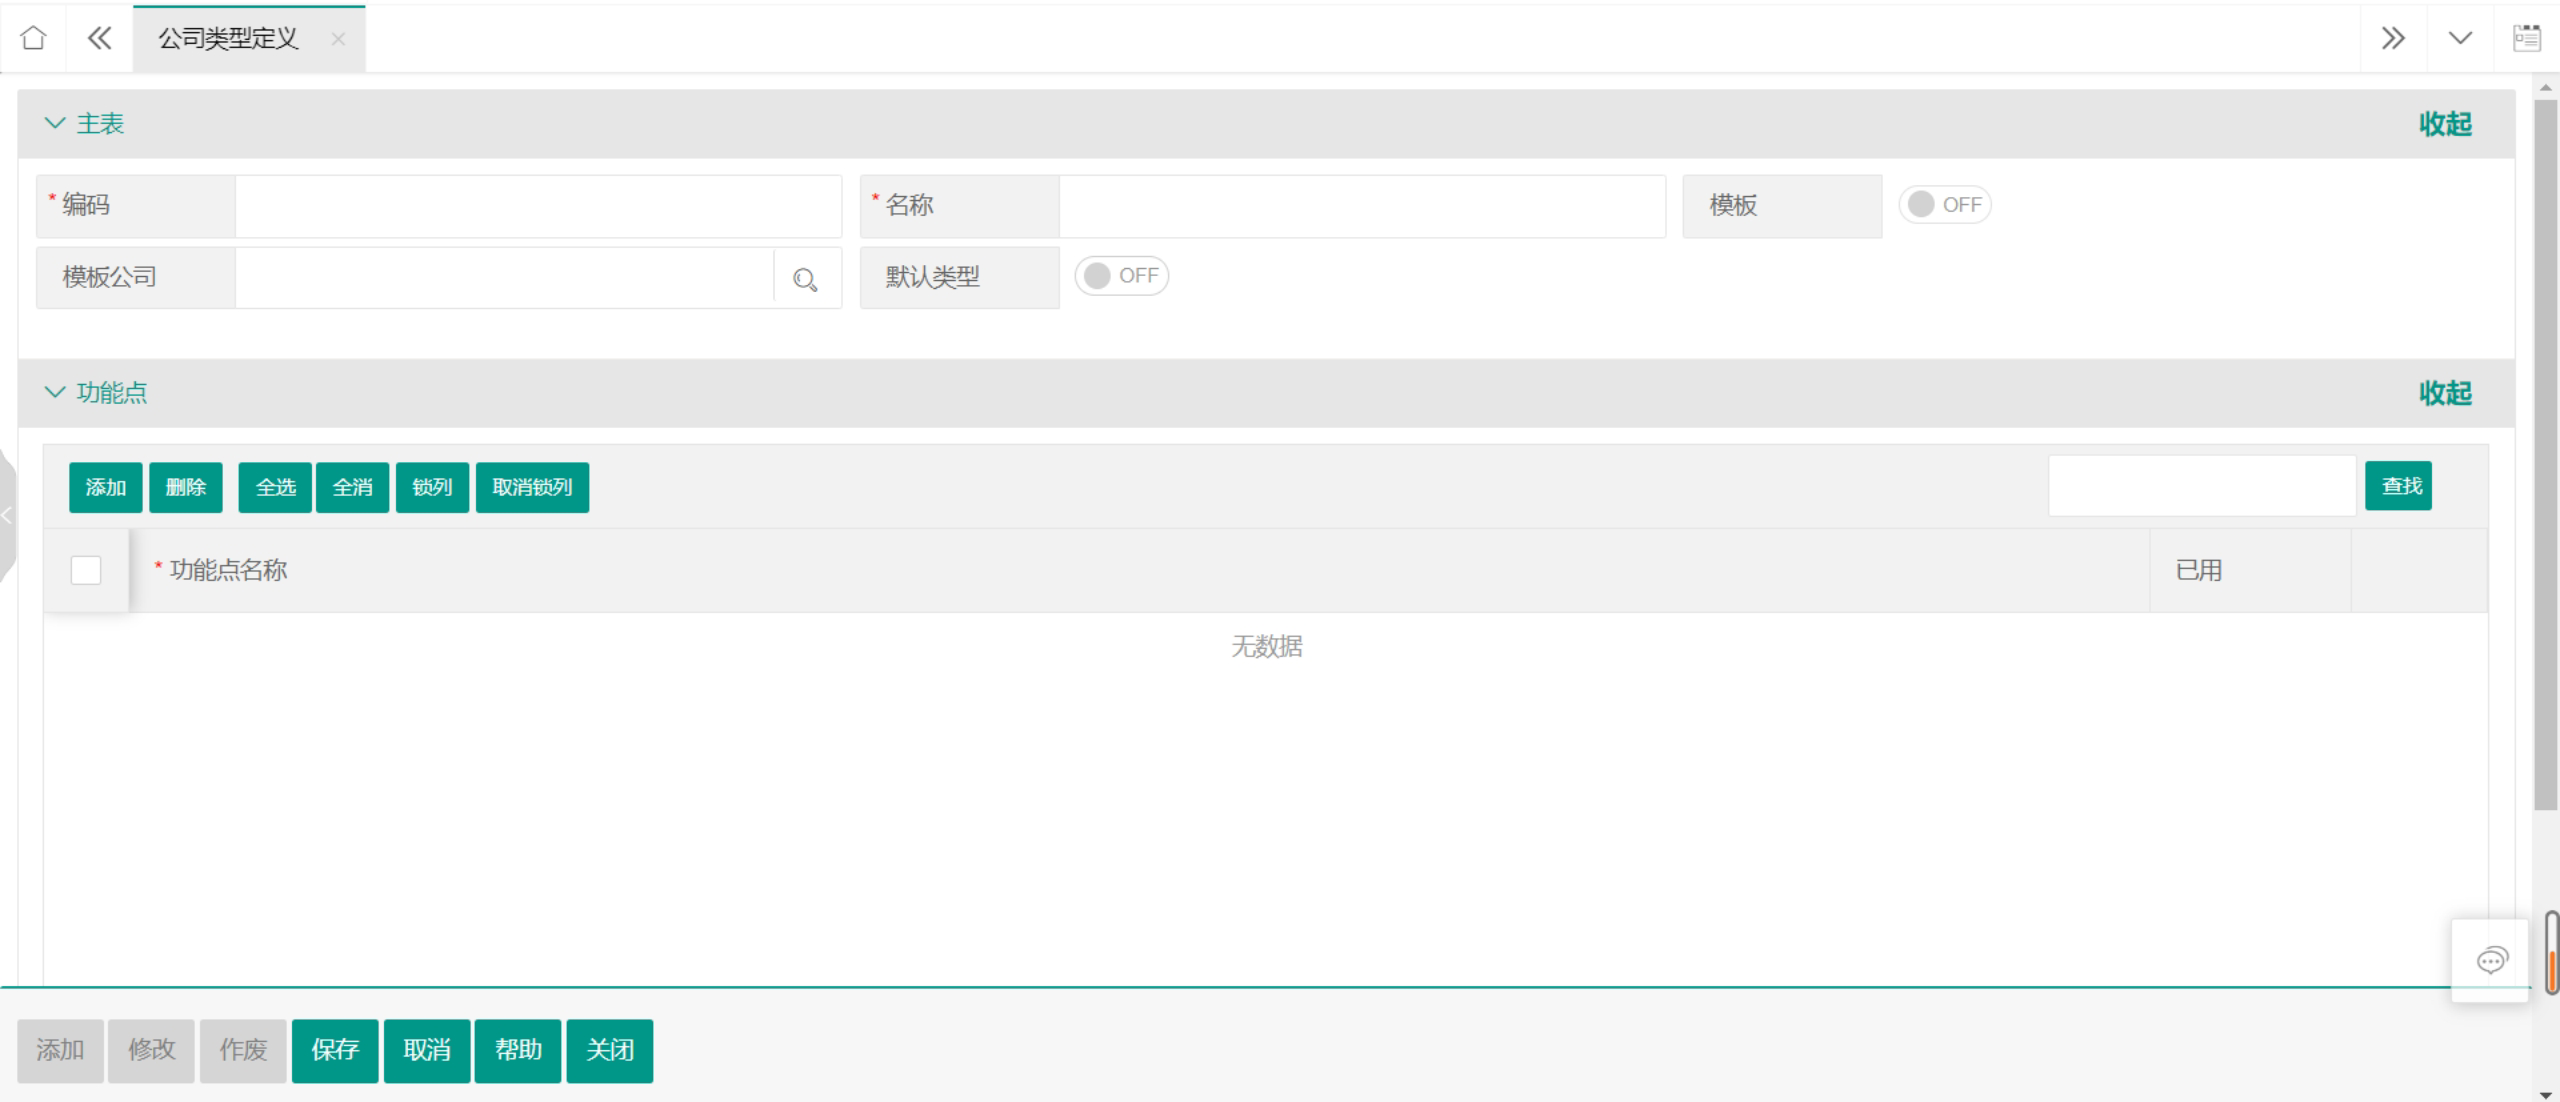 公司类型定义
主表 收起
* 编码 * 名称 模板 OFF
模板公司 默认类型 OFF
功能点 收起
添加 删除 全选 全消 锁列 取消锁列 查找
* 功能点名称 已用
无数据
添加 修改 作废 保存 取消 帮助 关闭